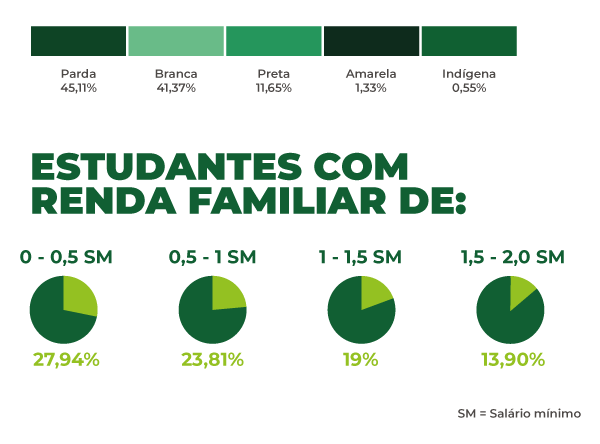 Parda Branca Preta Amarela Indígena
45,11% 41,37% 11,65% 1,33% 0,55%
ESTUDANTES COM
RENDA FAMILIAR DE:
0 - 0,5 SM 0,5 - 1 SM 1 - 1,5 SM 1,5 - 2,0 SM
27,94% 23,81% 19% 13,90%
SM = Salário mínimo